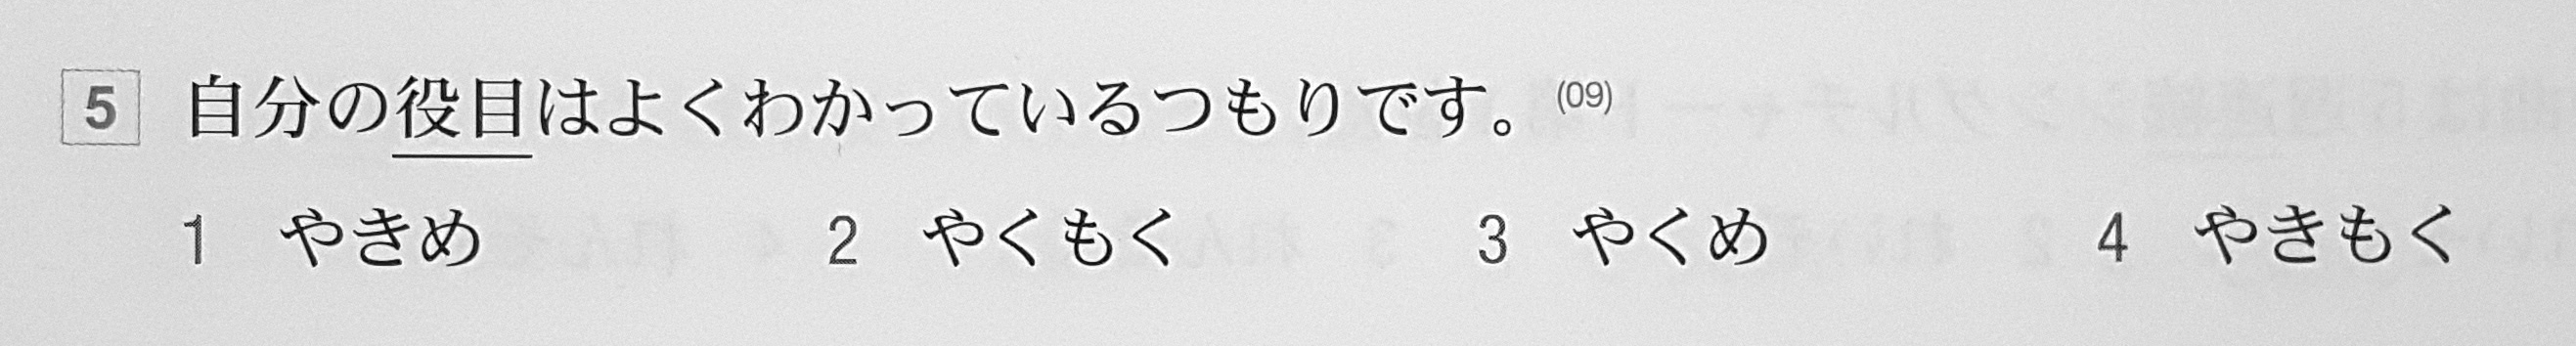 5 自分の役目はよくわかっているつもりです。(09)
1 やきめ 2 やくもく 3 やくめ 4 やきもく